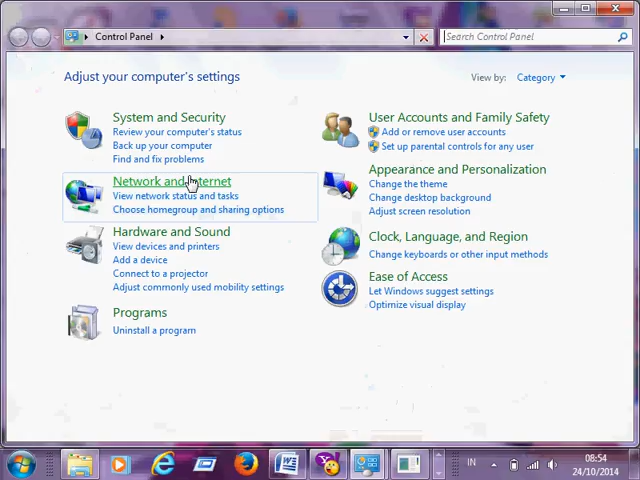 Control Panel
Search Control Panel
Adjust your computer's settings
View by: Category
System and Security
Review your computer's status
Back up your computer
Find and fix problems
Network and Internet
View network status and tasks
Choose homegroup and sharing options
Hardware and Sound
View devices and printers
Add a device
Connect to a projector
Adjust commonly used mobility settings
Programs
Uninstall a program
User Accounts and Family Safety
Add or remove user accounts
Set up parental controls for any user
Appearance and Personalization
Change the theme
Change desktop background
Adjust screen resolution
Clock, Language, and Region
Change keyboards or other input methods
Ease of Access
Let Windows suggest settings
Optimize visual display
IN
08:54
24/10/2014